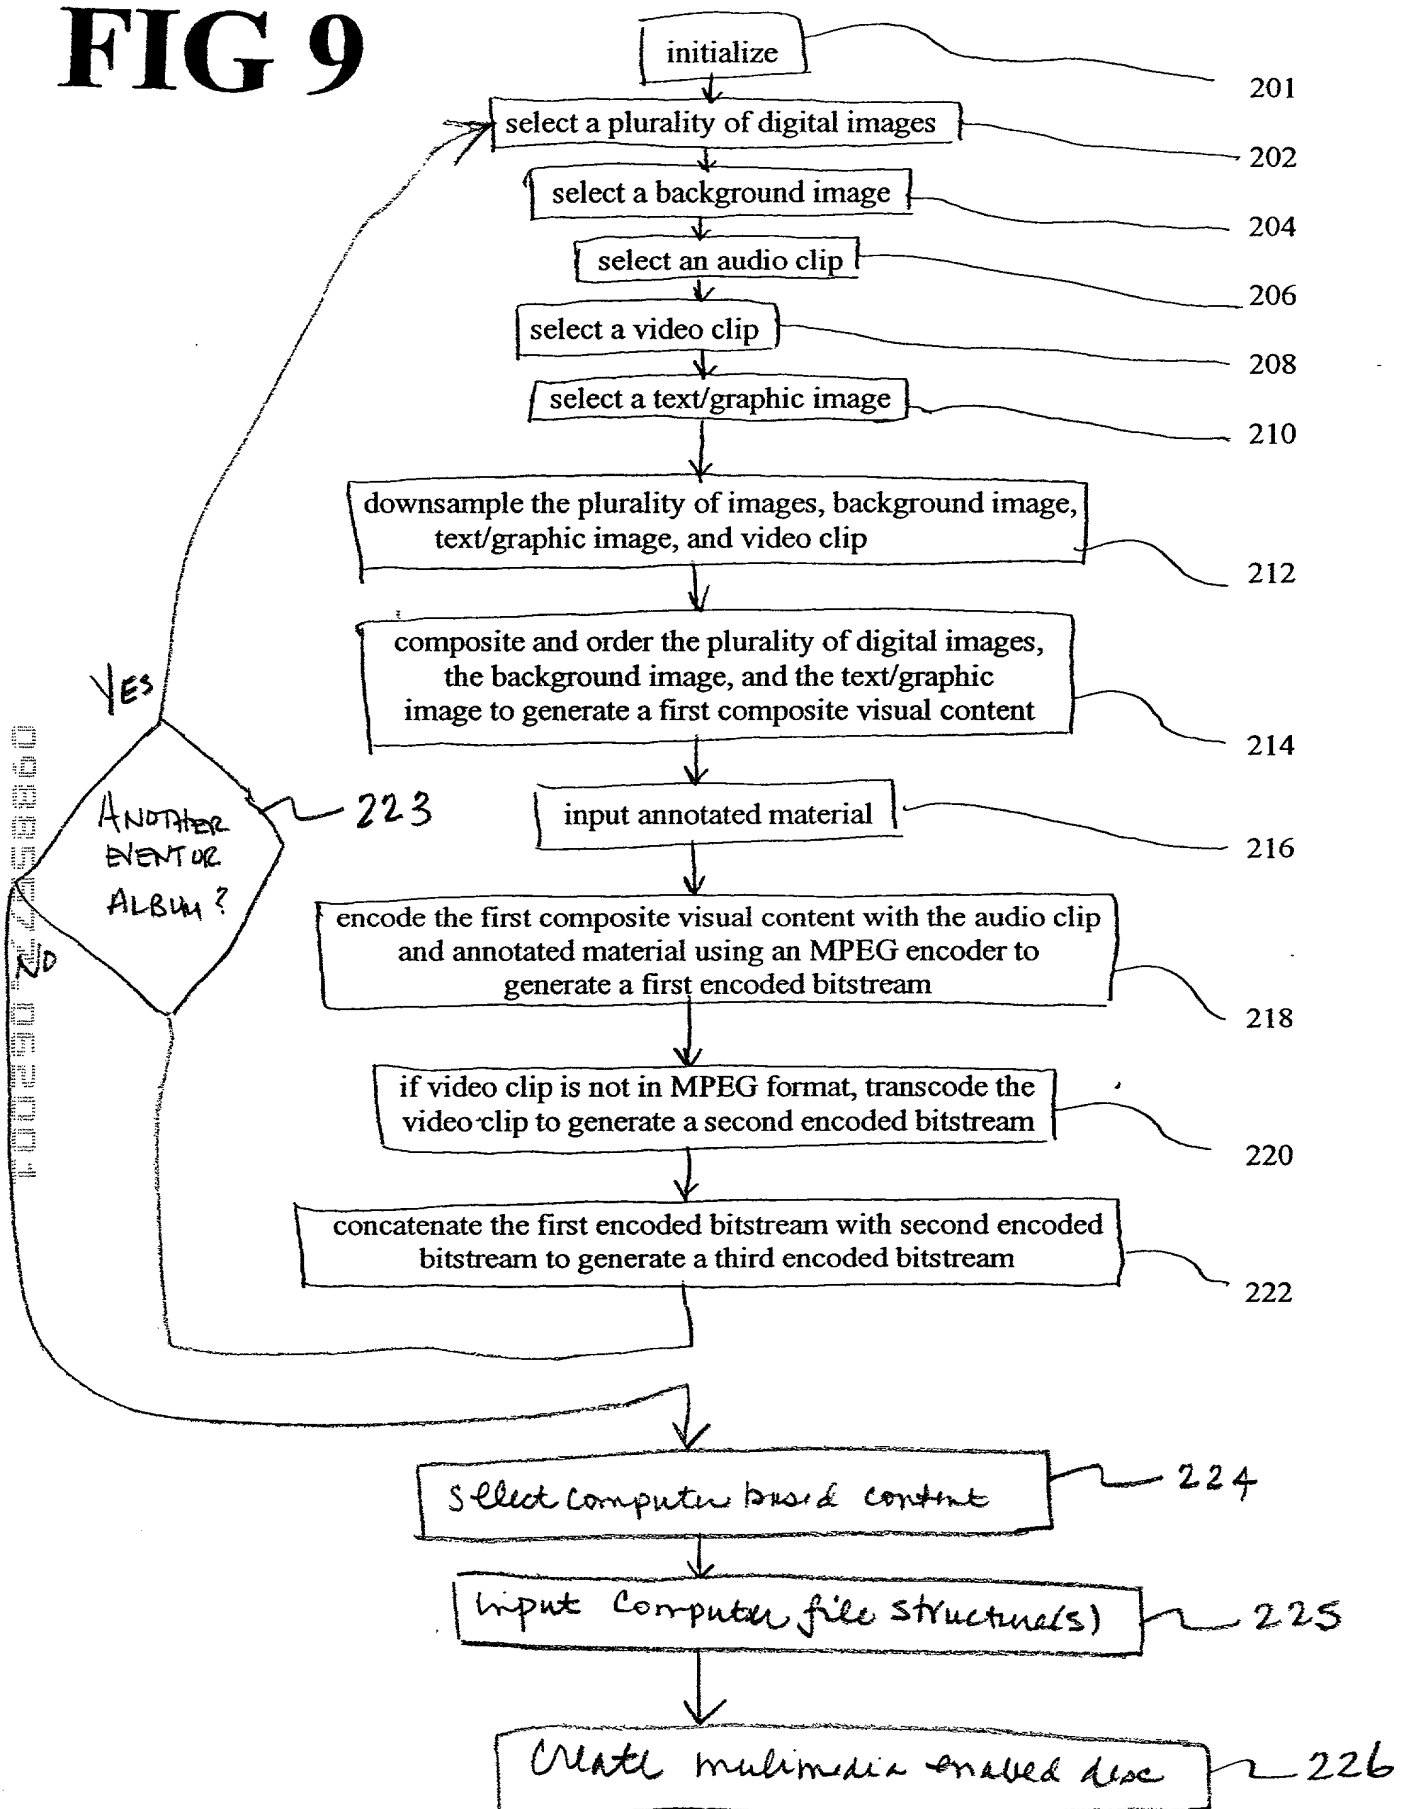 FIG 9
initialize
201
select a plurality of digital images
202
select a background image
204
select an audio clip
206
select a video clip
208
select a text/graphic image
210
downsample the plurality of images, background image,
text/graphic image, and video clip
212
composite and order the plurality of digital images,
the background image, and the text/graphic
image to generate a first composite visual content
214
YES
ANOTHER
EVENT OR
ALBUM?
223
NO
input annotated material
216
encode the first composite visual content with the audio clip
and annotated material using an MPEG encoder to
generate a first encoded bitstream
218
if video clip is not in MPEG format, transcode the
video clip to generate a second encoded bitstream
220
concatenate the first encoded bitstream with second encoded
bitstream to generate a third encoded bitstream
222
select computer based content
224
input computer file structure(s)
225
create mulimedia enabled disc
226
09885577.052001